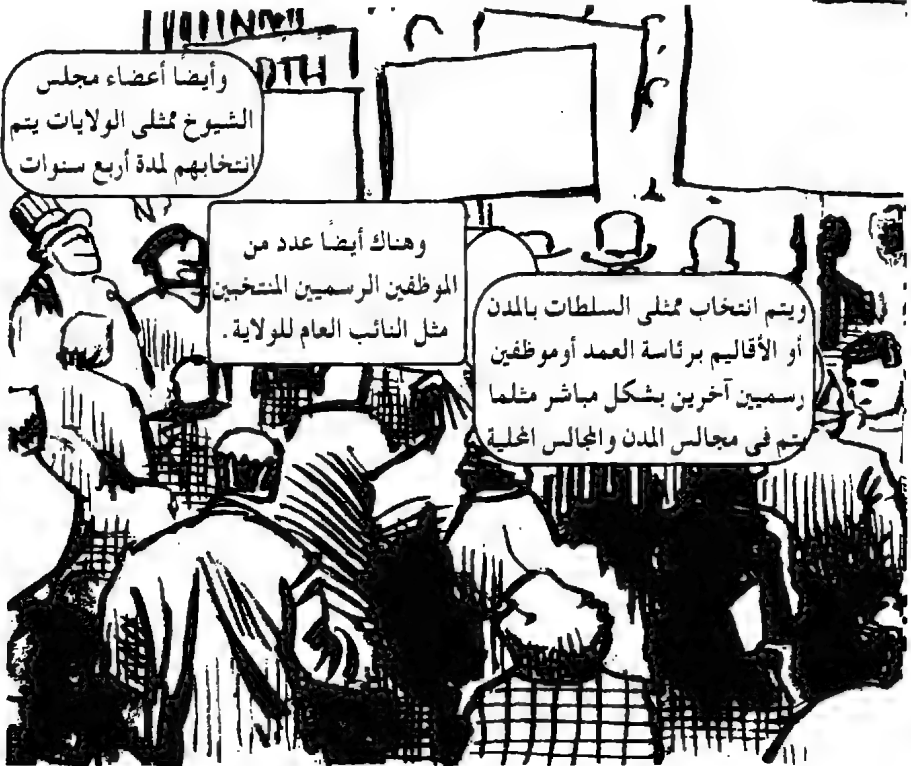 وأيضًا أعضاء مجلس
الشيوخ ممثلى الولايات يتم
انتخابهم لمدة أربع سنوات
وهناك أيضًا عدد من
الموظفين الرسميين المنتخبين
مثل النائب العام للولاية .
ويتم انتخاب ممثلى السلطات بالمدن
أو الأقاليم برئاسة العمد أوموظفين
رسميين آخرين بشكل مباشر مثلما
يتم فى مجالس المدن والمجالس المحلية